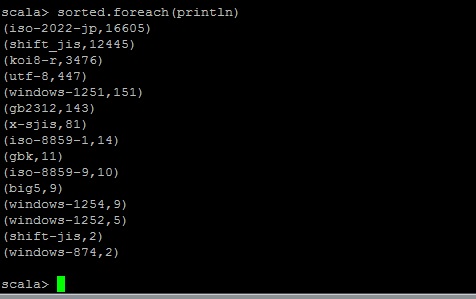 scala> sorted.foreach(println)
(iso-2022-jp,16605)
(shift_jis,12445)
(koi8-r,3476)
(utf-8,447)
(windows-1251,151)
(gb2312,143)
(x-sjis,81)
(iso-8859-1,14)
(gbk,11)
(iso-8859-9,10)
(big5,9)
(windows-1254,9)
(windows-1252,5)
(shift-jis,2)
(windows-874,2)
scala>